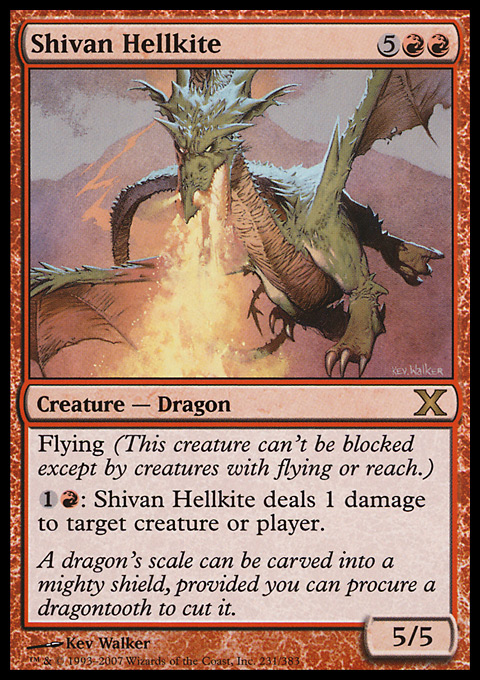 Shivan Hellkite 5
KEV.WALKER
Creature — Dragon X
Flying (This creature can't be blocked
except by creatures with flying or reach.)
1: Shivan Hellkite deals 1 damage
to target creature or player.
A dragon's scale can be carved into a
mighty shield, provided you can procure a
dragontooth to cut it.
Kev Walker
5/5
™ & © 1993–2007 Wizards of the Coast, Inc. 231/383